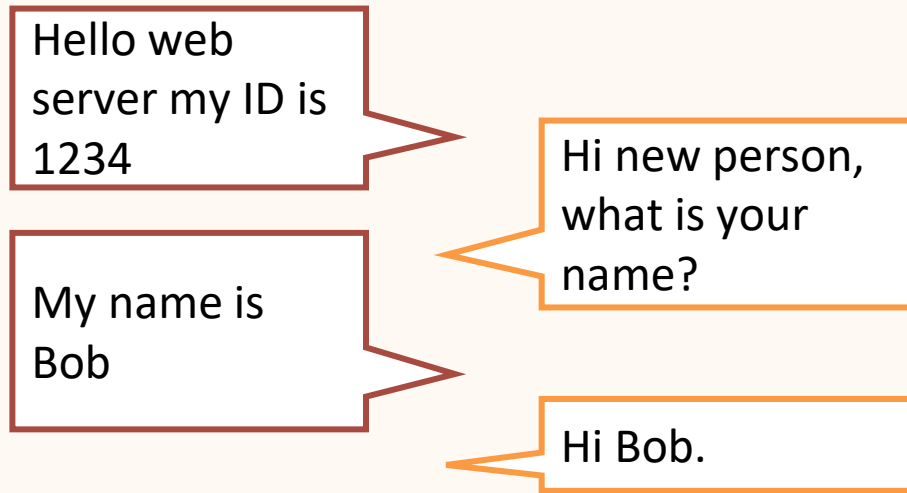 Hello web
server my ID is
1234
Hi new person,
what is your
name?
My name is
Bob
Hi Bob.